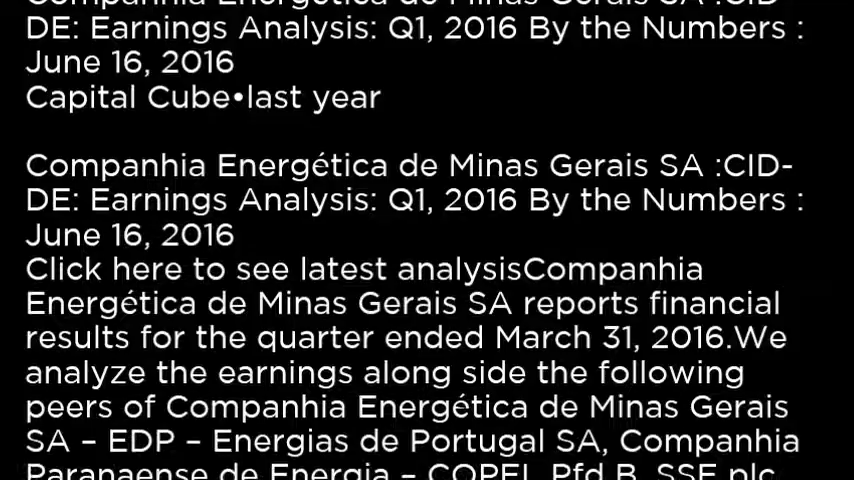 Companhia Energética de Minas Gerais SA :CID-
DE: Earnings Analysis: Q1, 2016 By the Numbers :
June 16, 2016
Capital Cube•last year
Companhia Energética de Minas Gerais SA :CID-
DE: Earnings Analysis: Q1, 2016 By the Numbers :
June 16, 2016
Click here to see latest analysisCompanhia
Energética de Minas Gerais SA reports financial
results for the quarter ended March 31, 2016.We
analyze the earnings along side the following
peers of Companhia Energética de Minas Gerais
SA – EDP – Energias de Portugal SA, Companhia
Paranaense de Energia – COPEL Pfd B, SSE plc